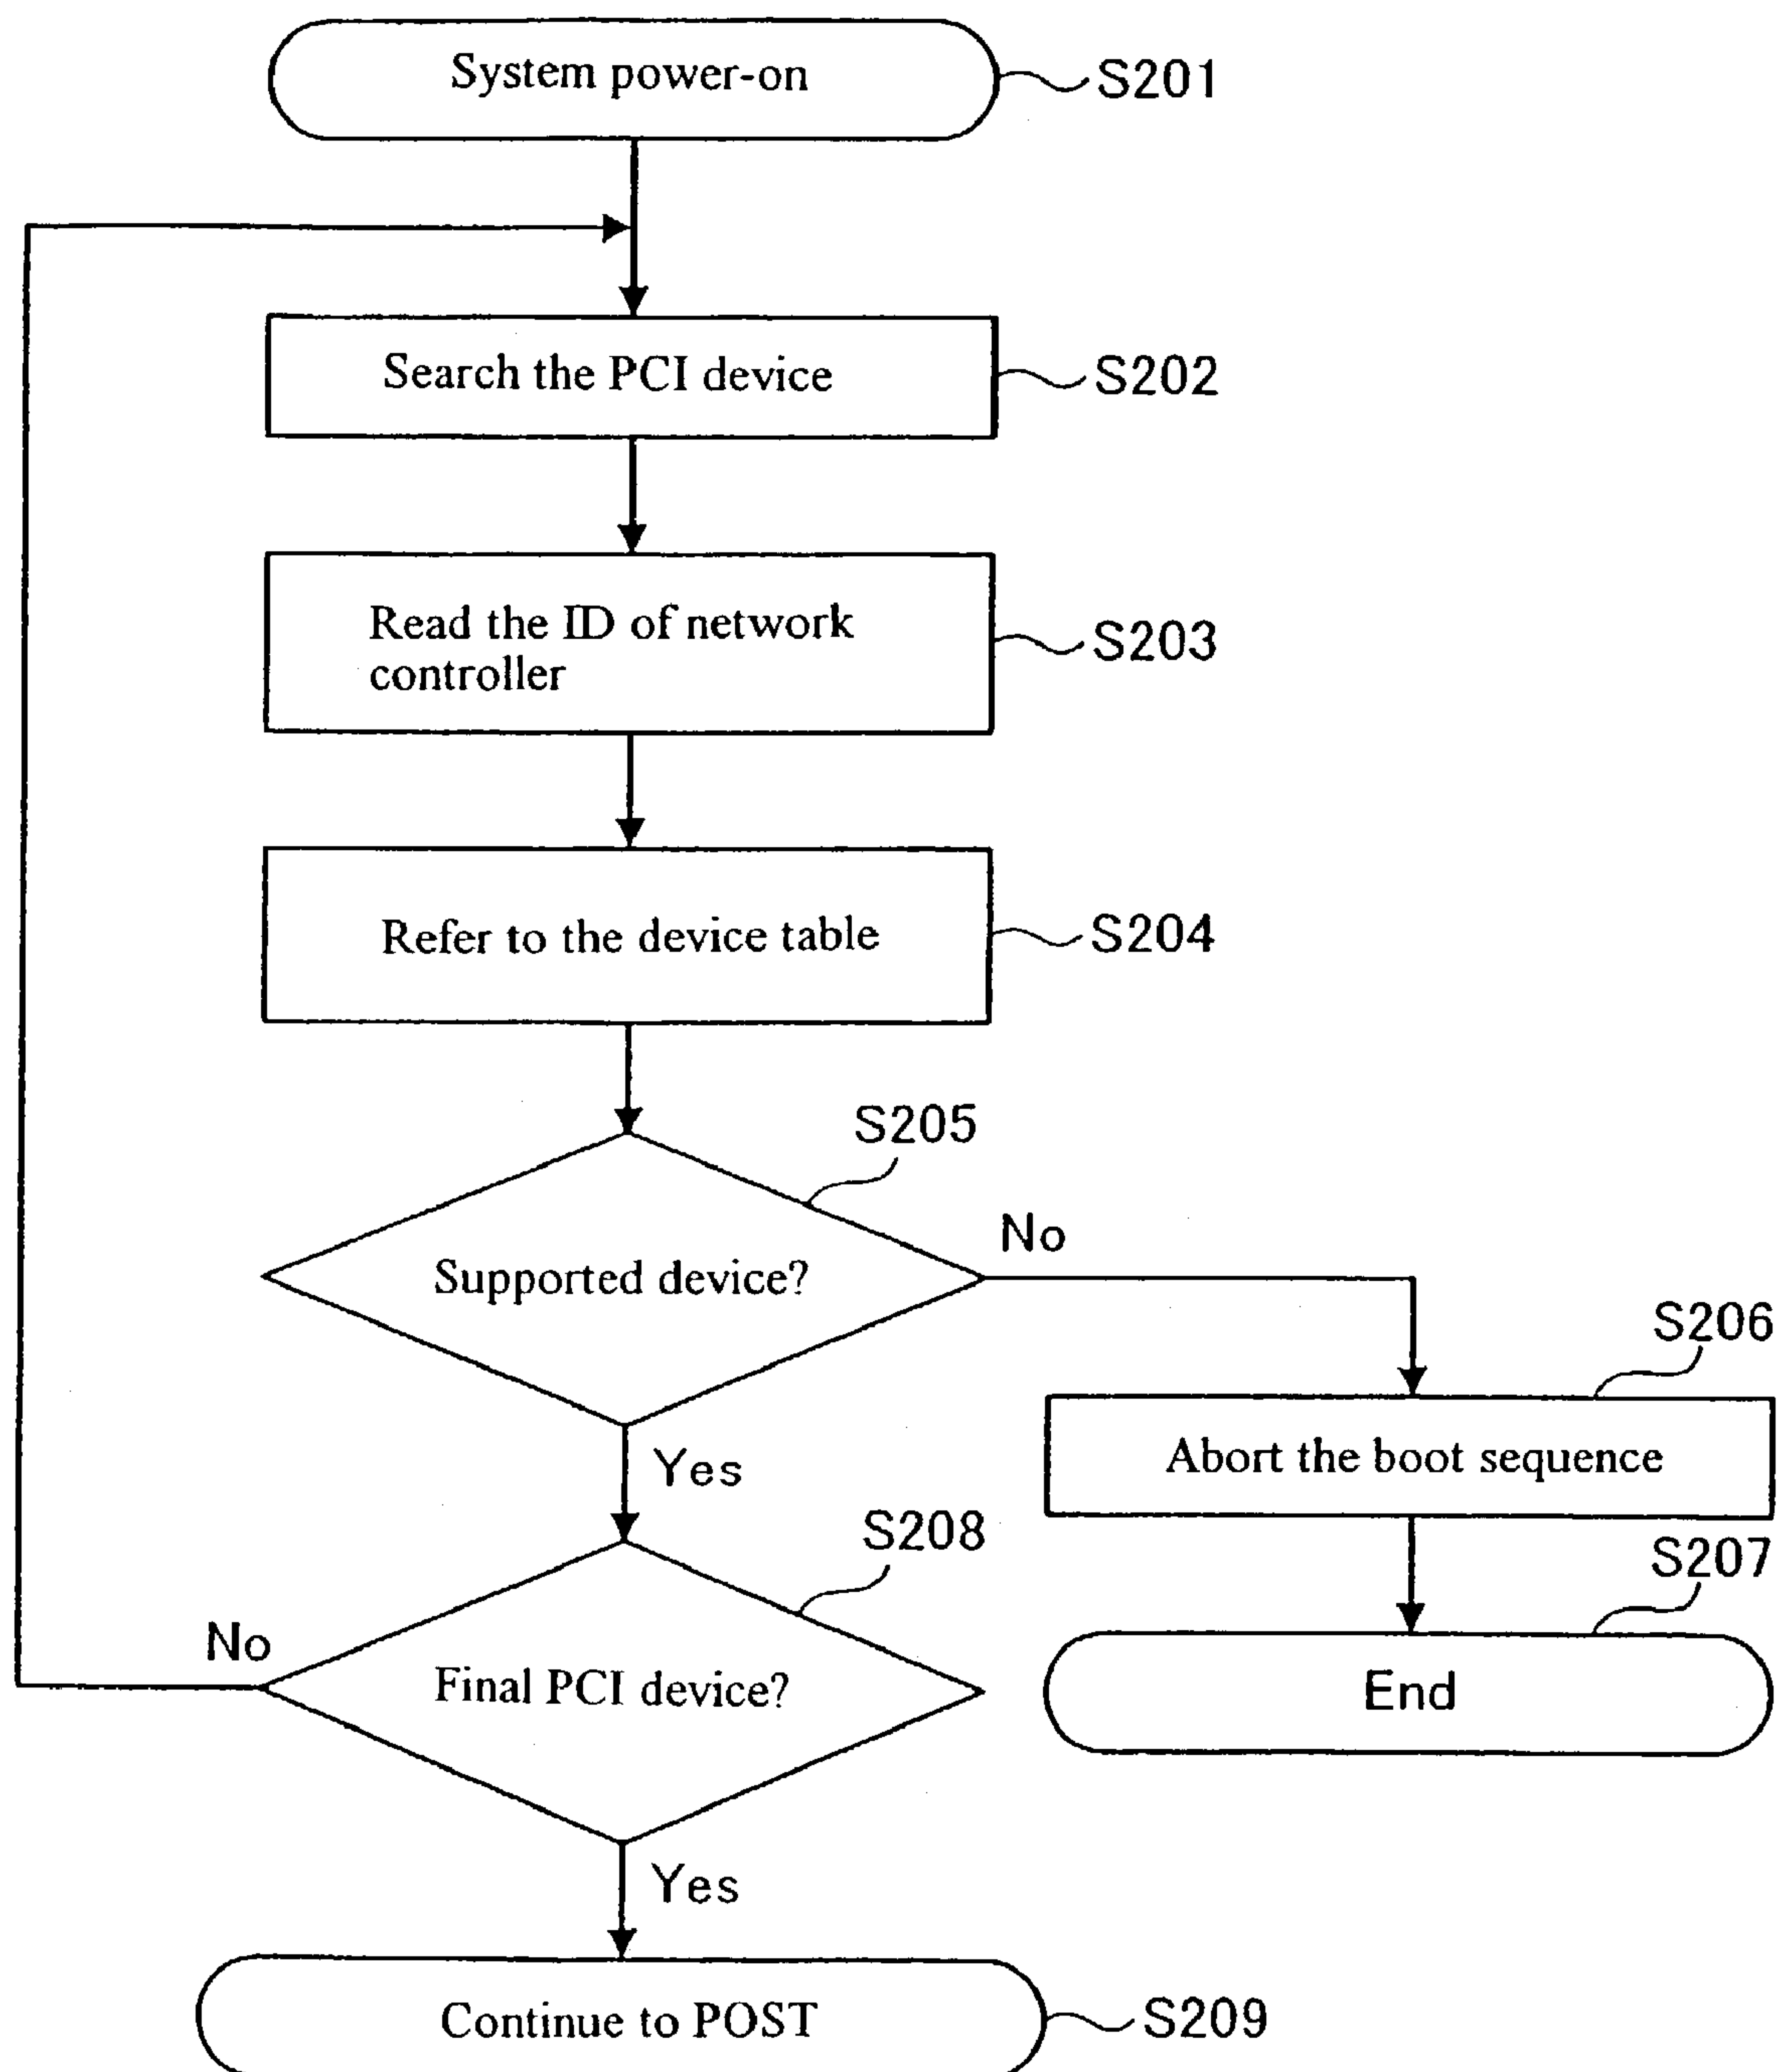 System power-on
S201
Search the PCI device
S202
Read the ID of network
controller
S203
Refer to the device table
S204
S205
Supported device?
No
S206
Abort the boot sequence
Yes
S207
End
S208
No
Final PCI device?
Yes
Continue to POST
S209